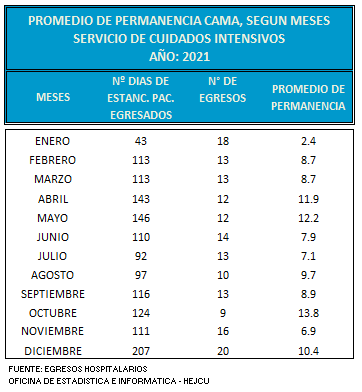 PROMEDIO DE PERMANENCIA CAMA, SEGUN MESES
SERVICIO DE CUIDADOS INTENSIVOS
AÑO: 2021
MESES Nº DIAS DE ESTANC. PAC. EGRESADOS N° DE EGRESOS PROMEDIO DE PERMANENCIA
ENERO 43 18 2.4
FEBRERO 113 13 8.7
MARZO 113 13 8.7
ABRIL 143 12 11.9
MAYO 146 12 12.2
JUNIO 110 14 7.9
JULIO 92 13 7.1
AGOSTO 97 10 9.7
SEPTIEMBRE 116 13 8.9
OCTUBRE 124 9 13.8
NOVIEMBRE 111 16 6.9
DICIEMBRE 207 20 10.4
FUENTE: EGRESOS HOSPITALARIOS
OFICINA DE ESTADISTICA E INFORMATICA - HEJCU